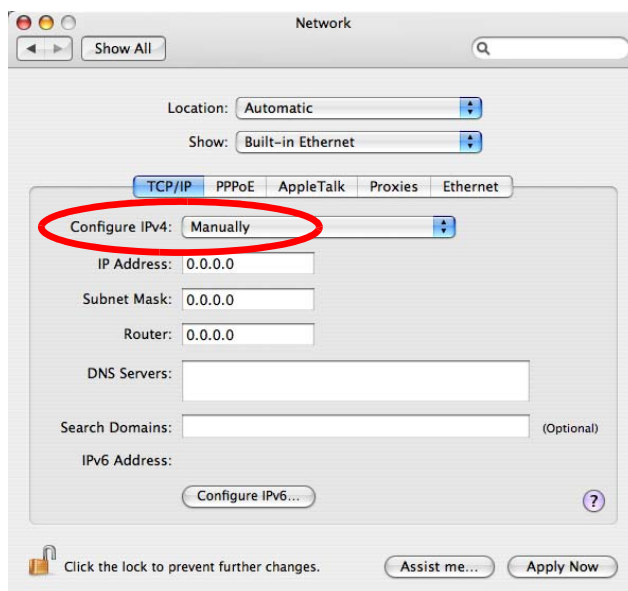 Network
Show All
Location: Automatic
Show: Built-in Ethernet
TCP/IP PPPoE AppleTalk Proxies Ethernet
Configure IPv4: Manually
IP Address: 0.0.0.0
Subnet Mask: 0.0.0.0
Router: 0.0.0.0
DNS Servers:
Search Domains: (Optional)
IPv6 Address:
Configure IPv6...
?
Click the lock to prevent further changes.
Assist me... Apply Now